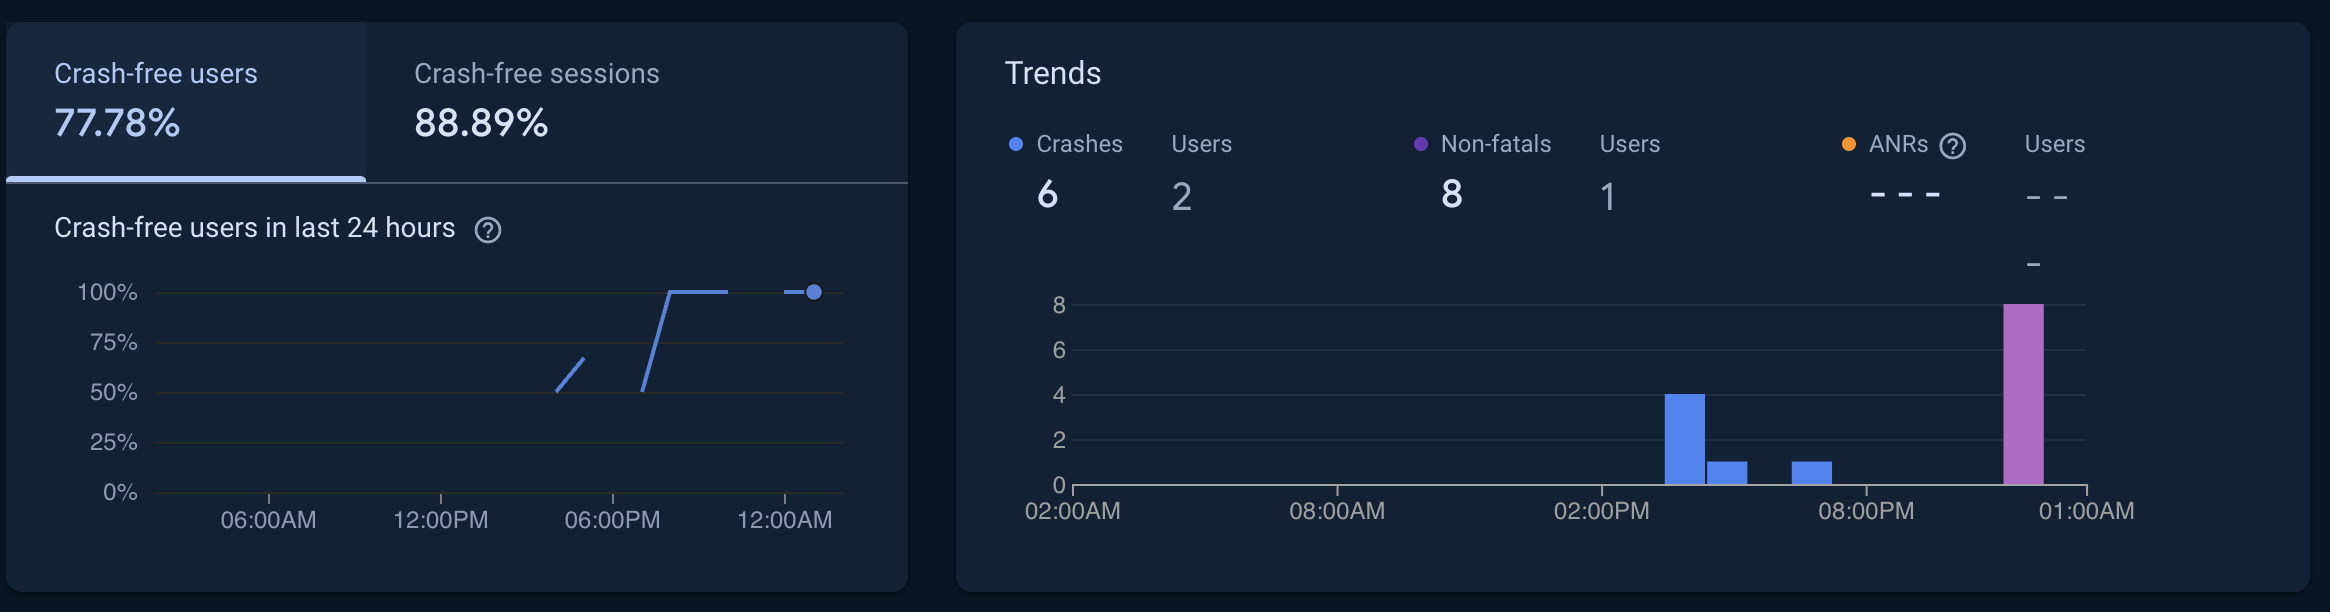 Crash-free users
77.78%
Crash-free sessions
88.89%
Crash-free users in last 24 hours ?
100%
75%
50%
25%
0%
06:00AM 12:00PM 06:00PM 12:00AM
Trends
Crashes Users Non-fatals Users ANRs ? Users
6 2 8 1 --- --
-
8
6
4
2
0
02:00AM 08:00AM 02:00PM 08:00PM 01:00AM